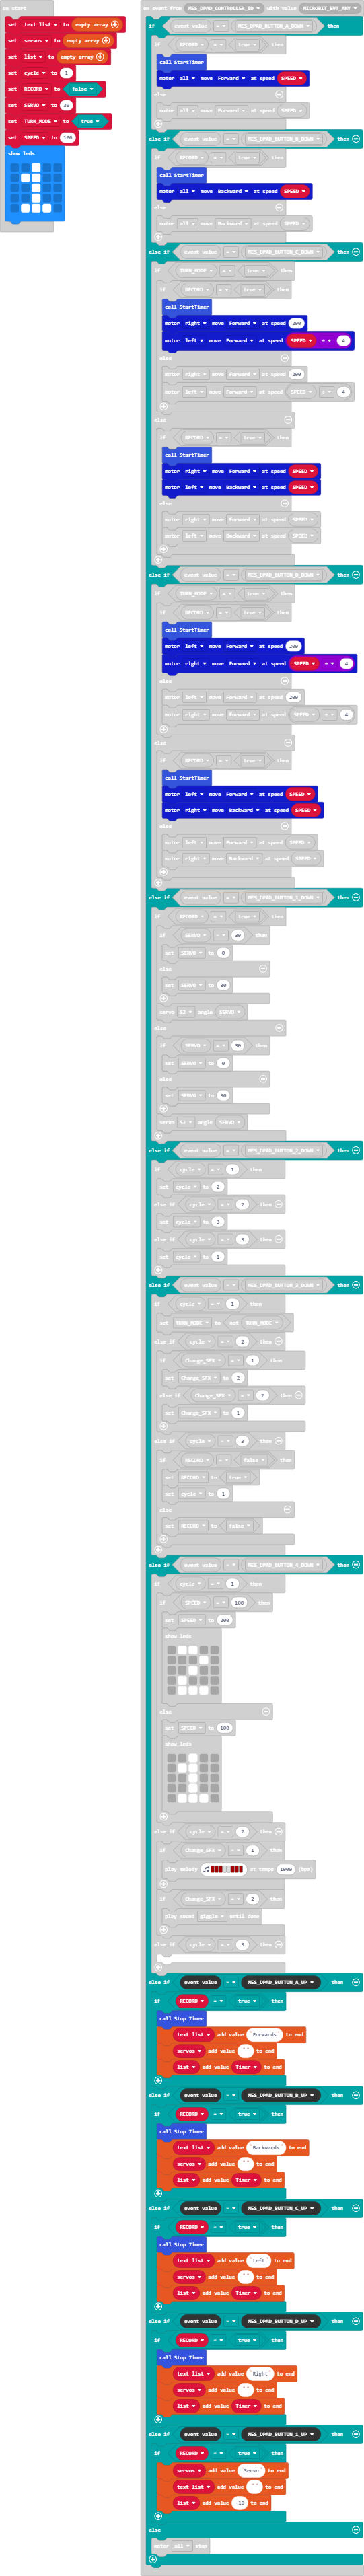 on start
set text list to empty array
set servos to empty array
set list to empty array
set cycle to 1
set RECORD to false
set SERVO to 30
set TURN_MODE to true
set SPEED to 100
show leds
on event from MES_DPAD_CONTROLLER_ID with value MICROBIT_EVT_ANY
if event value = MES_DPAD_BUTTON_A_DOWN then
if RECORD = true then
call StartTimer
motor all move Forward at speed SPEED
else
motor all move Forward at speed SPEED
else if event value = MES_DPAD_BUTTON_B_DOWN then
if RECORD = true then
call StartTimer
motor all move Backward at speed SPEED
else
motor all move Backward at speed SPEED
else if event value = MES_DPAD_BUTTON_C_DOWN then
if TURN_MODE = true then
if RECORD = true then
call StartTimer
motor right move Forward at speed 200
motor left move Forward at speed SPEED ÷ 4
else
motor right move Forward at speed 200
motor left move Forward at speed SPEED ÷ 4
else
if RECORD = true then
call StartTimer
motor right move Forward at speed SPEED
motor left move Backward at speed SPEED
else
motor right move Forward at speed SPEED
motor left move Backward at speed SPEED
else if event value = MES_DPAD_BUTTON_D_DOWN then
if TURN_MODE = true then
if RECORD = true then
call StartTimer
motor left move Forward at speed 200
motor right move Forward at speed SPEED ÷ 4
else
motor left move Forward at speed 200
motor right move Forward at speed SPEED ÷ 4
else
if RECORD = true then
call StartTimer
motor left move Forward at speed SPEED
motor right move Backward at speed SPEED
else
motor left move Forward at speed SPEED
motor right move Backward at speed SPEED
else if event value = MES_DPAD_BUTTON_1_DOWN then
if RECORD = true then
if SERVO = 30 then
set SERVO to 0
else
set SERVO to 30
servo S2 angle SERVO
else
if SERVO = 30 then
set SERVO to 0
else
set SERVO to 30
servo S2 angle SERVO
else if event value = MES_DPAD_BUTTON_2_DOWN then
if cycle = 1 then
set cycle to 2
else if cycle = 2 then
set cycle to 3
else if cycle = 3 then
set cycle to 1
else if event value = MES_DPAD_BUTTON_3_DOWN then
if cycle = 1 then
set TURN_MODE to not TURN_MODE
else if cycle = 2 then
if Change_SFX = 1 then
set Change_SFX to 2
else if Change_SFX = 2 then
set Change_SFX to 1
else if cycle = 3 then
if RECORD = false then
set RECORD to true
set cycle to 1
else
set RECORD to false
else if event value = MES_DPAD_BUTTON_4_DOWN then
if cycle = 1 then
if SPEED = 100 then
set SPEED to 200
show leds
else
set SPEED to 100
show leds
else if cycle = 2 then
if Change_SFX = 1 then
play melody at tempo 1000 (bpm)
if Change_SFX = 2 then
play sound giggle until done
else if cycle = 3 then
else if event value = MES_DPAD_BUTTON_A_UP then
if RECORD = true then
call Stop Timer
text list add value "Forwards" to end
servos add value " " to end
list add value Timer to end
else if event value = MES_DPAD_BUTTON_B_UP then
if RECORD = true then
call Stop Timer
text list add value "Backwards" to end
servos add value " " to end
list add value Timer to end
else if event value = MES_DPAD_BUTTON_C_UP then
if RECORD = true then
call Stop Timer
text list add value "Left" to end
servos add value " " to end
list add value Timer to end
else if event value = MES_DPAD_BUTTON_D_UP then
if RECORD = true then
call Stop Timer
text list add value "Right" to end
servos add value " " to end
list add value Timer to end
else if event value = MES_DPAD_BUTTON_1_UP then
if RECORD = true then
servos add value "Servo" to end
text list add value " " to end
list add value -10 to end
else
motor all stop